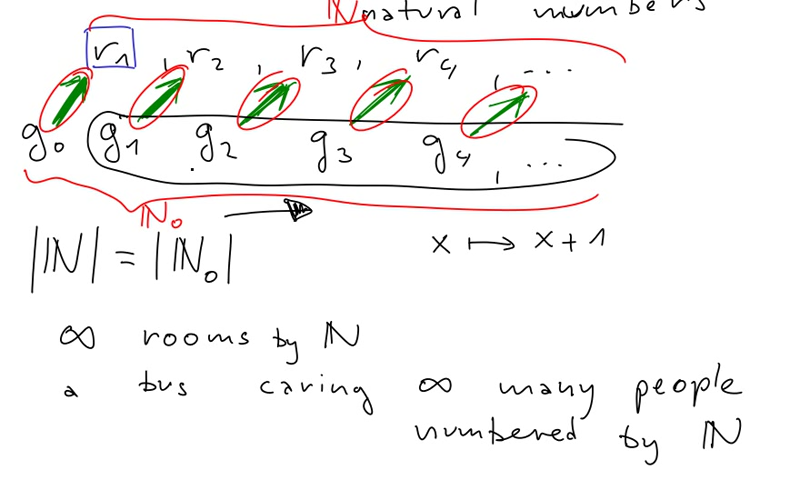 ℕ natural numbers
r₁, r₂, r₃, r₄, ...
g₀ g₁ g₂ g₃ g₄, ...
ℕ₀
|ℕ| = |ℕ₀| x ↦ x + 1
∞ rooms by ℕ
a bus caring ∞ many people
numbered by ℕ